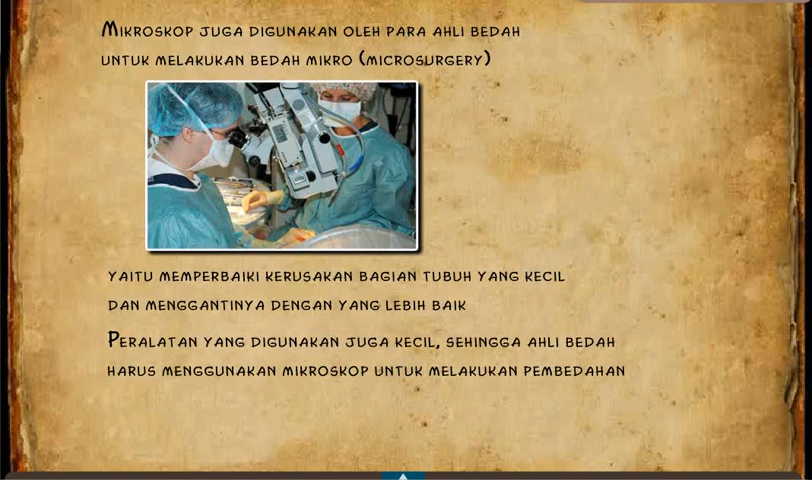 Mikroskop juga digunakan oleh para ahli bedah
untuk melakukan bedah mikro (microsurgery)
yaitu memperbaiki kerusakan bagian tubuh yang kecil
dan menggantinya dengan yang lebih baik
Peralatan yang digunakan juga kecil, sehingga ahli bedah
harus menggunakan mikroskop untuk melakukan pembedahan